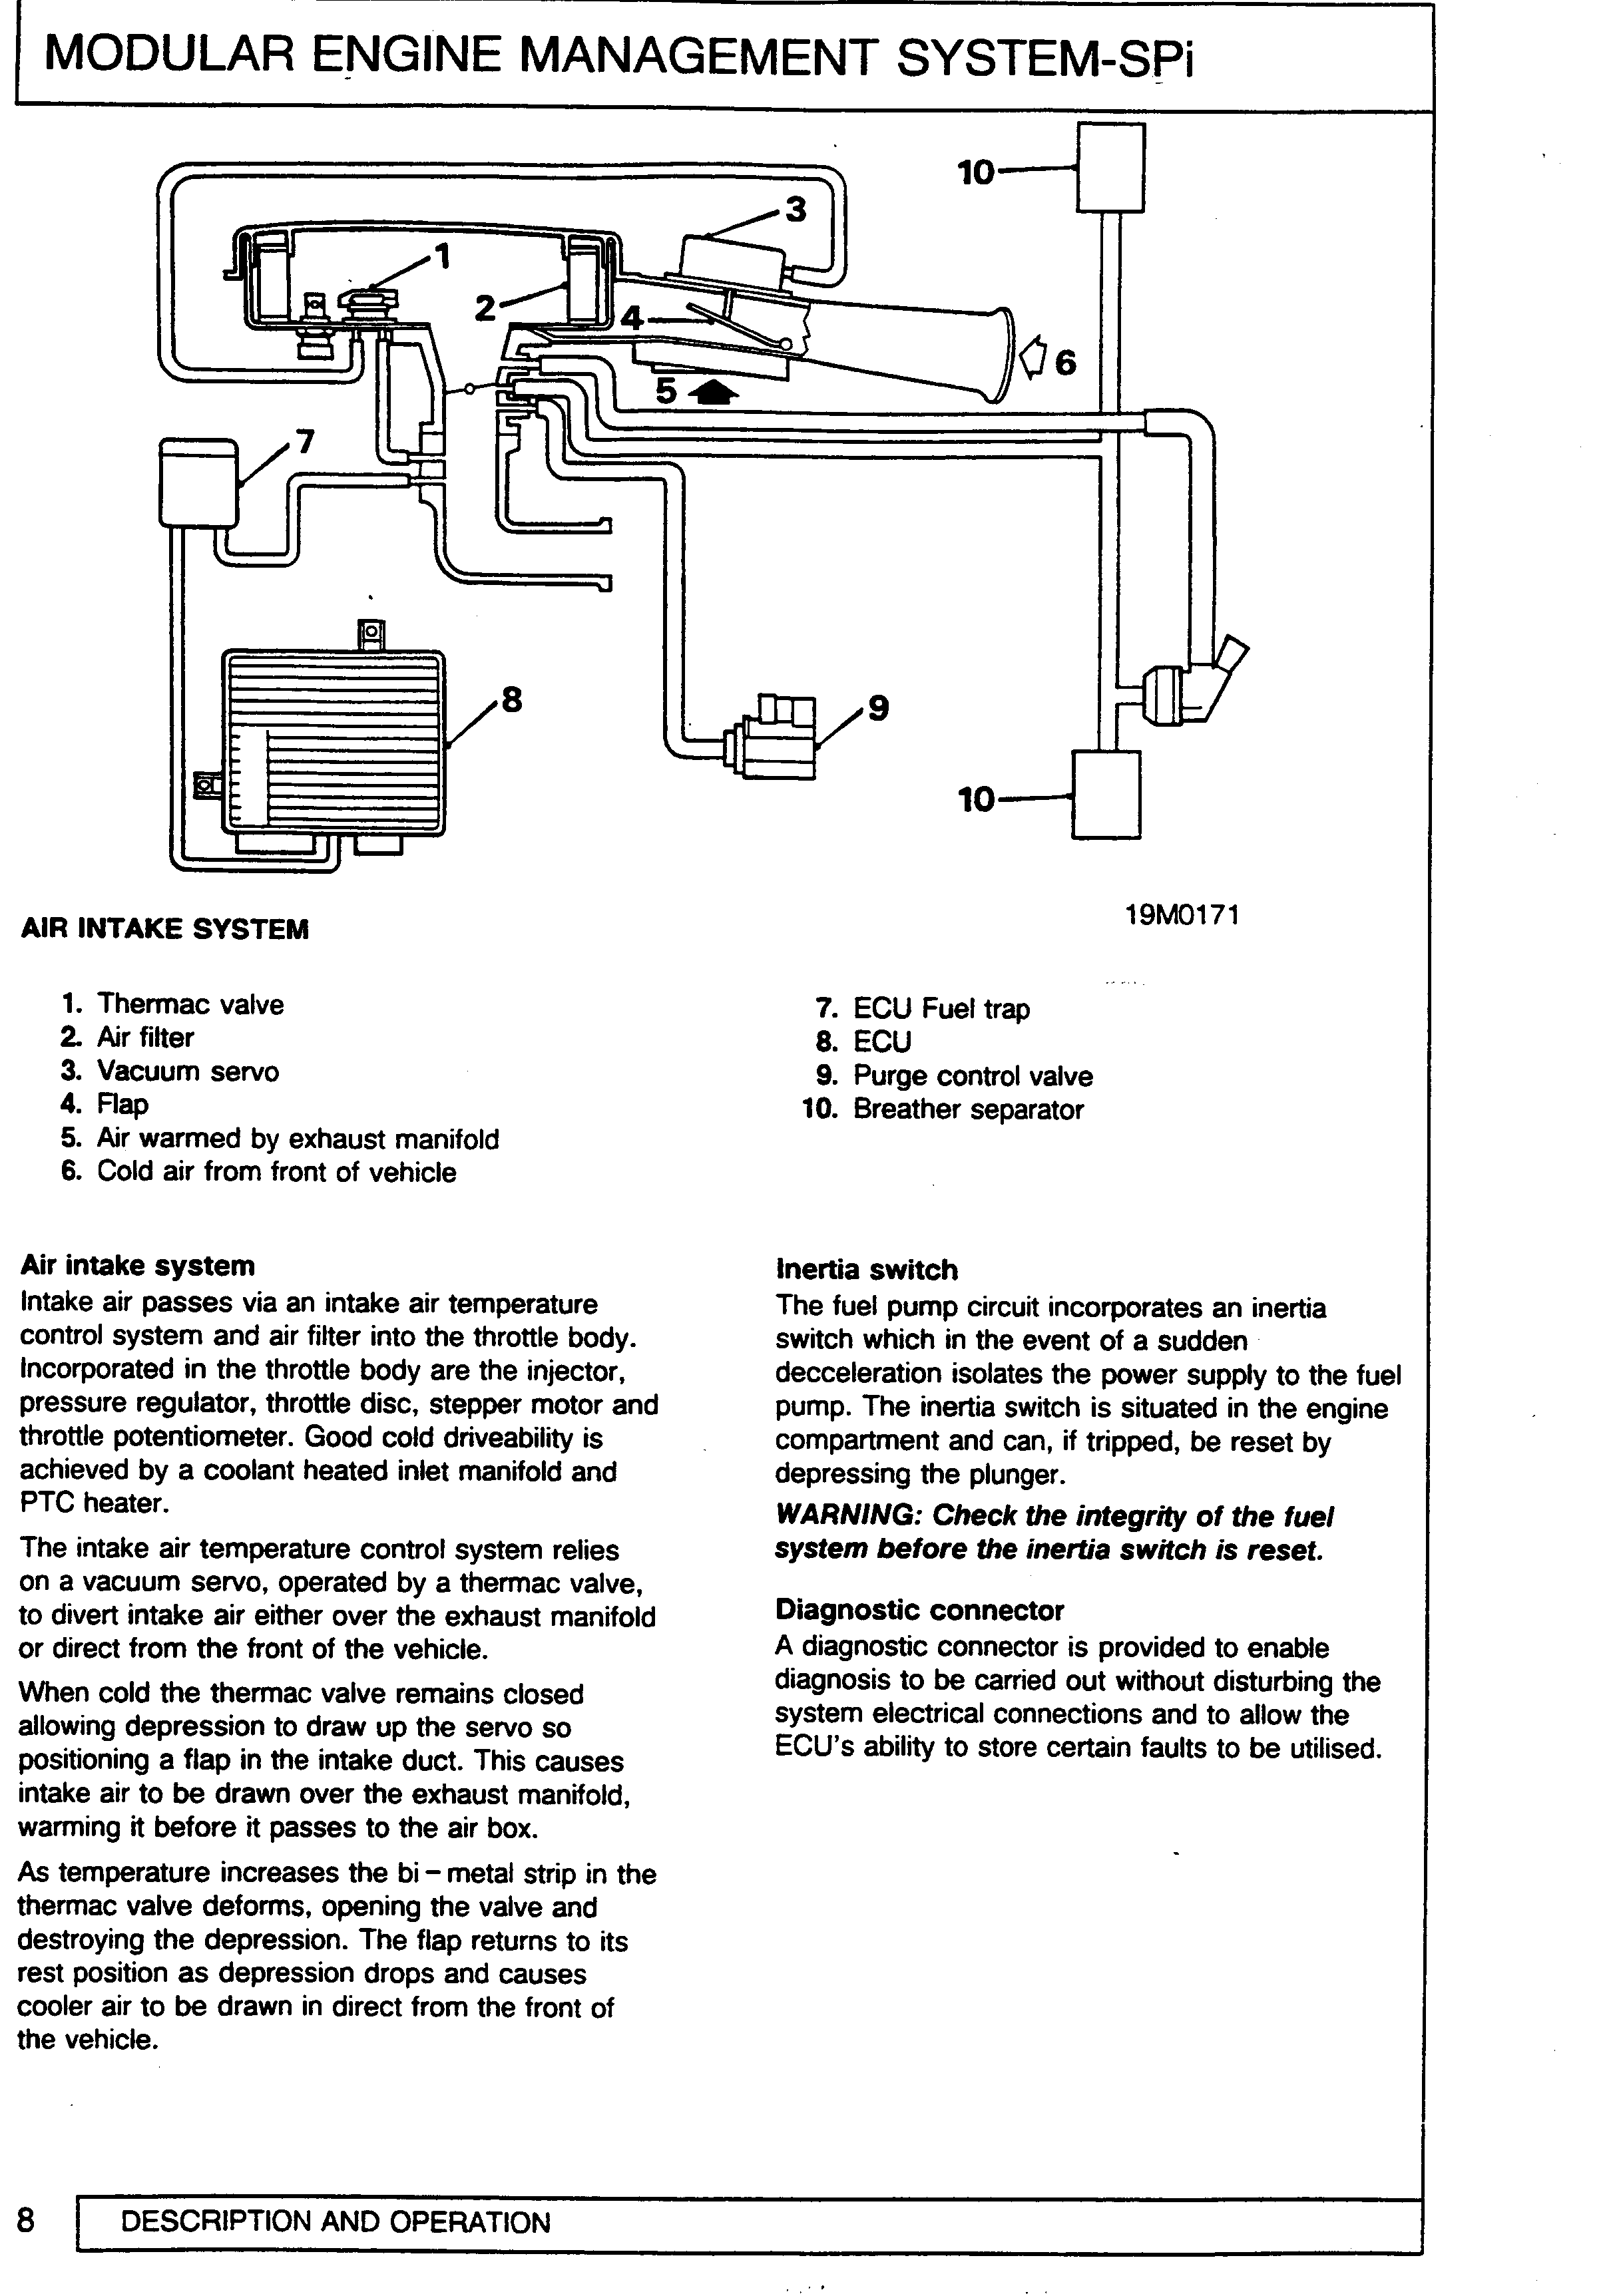 MODULAR ENGINE MANAGEMENT SYSTEM-SPi
10
3
1
2
4
6
5
7
8
9
10
19M0171
AIR INTAKE SYSTEM
1. Thermac valve
2. Air filter
3. Vacuum servo
4. Flap
5. Air warmed by exhaust manifold
6. Cold air from front of vehicle
7. ECU Fuel trap
8. ECU
9. Purge control valve
10. Breather separator
Air intake system
Intake air passes via an intake air temperature
control system and air filter into the throttle body.
Incorporated in the throttle body are the injector,
pressure regulator, throttle disc, stepper motor and
throttle potentiometer. Good cold driveability is
achieved by a coolant heated inlet manifold and
PTC heater.
The intake air temperature control system relies
on a vacuum servo, operated by a thermac valve,
to divert intake air either over the exhaust manifold
or direct from the front of the vehicle.
When cold the thermac valve remains closed
allowing depression to draw up the servo so
positioning a flap in the intake duct. This causes
intake air to be drawn over the exhaust manifold,
warming it before it passes to the air box.
As temperature increases the bi – metal strip in the
thermac valve deforms, opening the valve and
destroying the depression. The flap returns to its
rest position as depression drops and causes
cooler air to be drawn in direct from the front of
the vehicle.
Inertia switch
The fuel pump circuit incorporates an inertia
switch which in the event of a sudden
decceleration isolates the power supply to the fuel
pump. The inertia switch is situated in the engine
compartment and can, if tripped, be reset by
depressing the plunger.
WARNING: Check the integrity of the fuel
system before the inertia switch is reset.
Diagnostic connector
A diagnostic connector is provided to enable
diagnosis to be carried out without disturbing the
system electrical connections and to allow the
ECU's ability to store certain faults to be utilised.
8
DESCRIPTION AND OPERATION